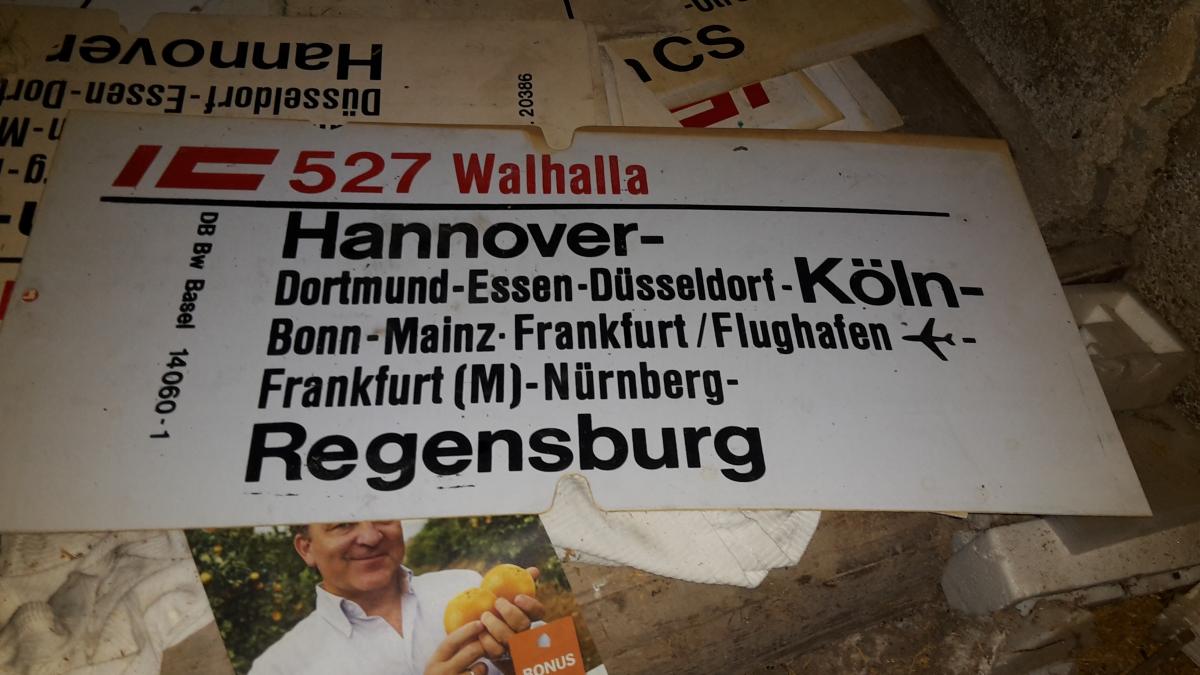 Hannover
Düsseldorf-Essen-Dort
20386
CS
IC 527 Walhalla
DB Bw Basel 14060-1
Hannover-
Dortmund-Essen-Düsseldorf-Köln-
Bonn-Mainz-Frankfurt/Flughafen ✈-
Frankfurt (M)-Nürnberg-
Regensburg
BONUS